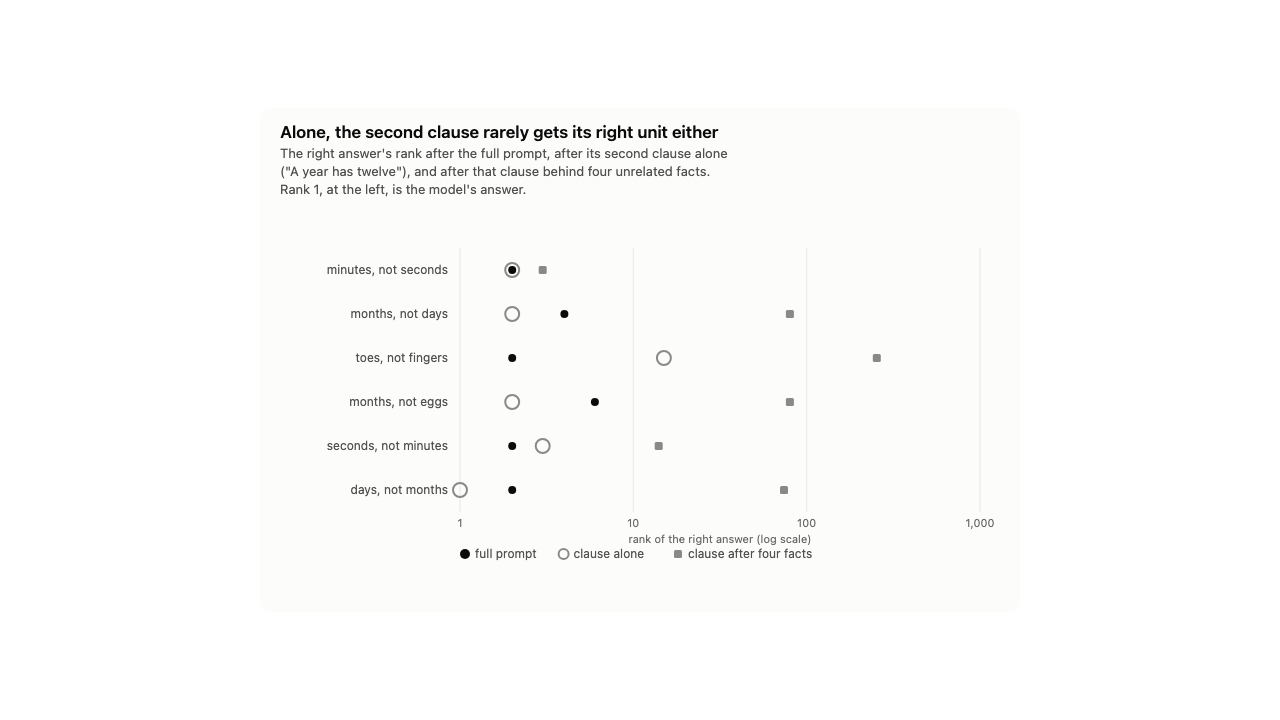 Alone, the second clause rarely gets its right unit either
The right answer's rank after the full prompt, after its second clause alone
("A year has twelve"), and after that clause behind four unrelated facts.
Rank 1, at the left, is the model's answer.
minutes, not seconds
months, not days
toes, not fingers
months, not eggs
seconds, not minutes
days, not months
1 10 100 1,000
rank of the right answer (log scale)
full prompt clause alone clause after four facts